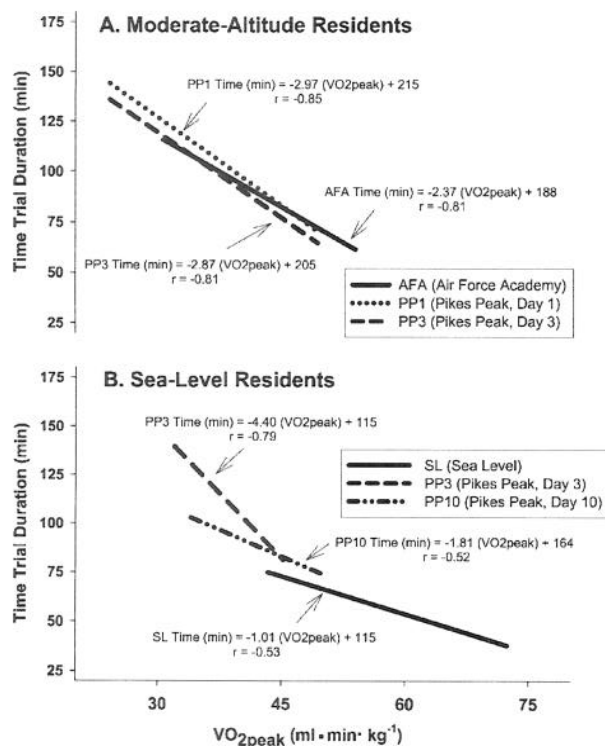 A. Moderate-Altitude Residents
175
150
125
100
75
50
25
Time Trial Duration (min)
PP1 Time (min) = -2.97 (VO2peak) + 215
r = -0.85
AFA Time (min) = -2.37 (VO2peak) + 188
r = -0.81
PP3 Time (min) = -2.87 (VO2peak) + 205
r = -0.81
AFA (Air Force Academy)
PP1 (Pikes Peak, Day 1)
PP3 (Pikes Peak, Day 3)
B. Sea-Level Residents
175
150
125
100
75
50
25
Time Trial Duration (min)
PP3 Time (min) = -4.40 (VO2peak) + 115
r = -0.79
SL (Sea Level)
PP3 (Pikes Peak, Day 3)
PP10 (Pikes Peak, Day 10)
PP10 Time (min) = -1.81 (VO2peak) + 164
r = -0.52
SL Time (min) = -1.01 (VO2peak) + 115
r = -0.53
30 45 60 75
VO2peak (ml • min· kg-1)